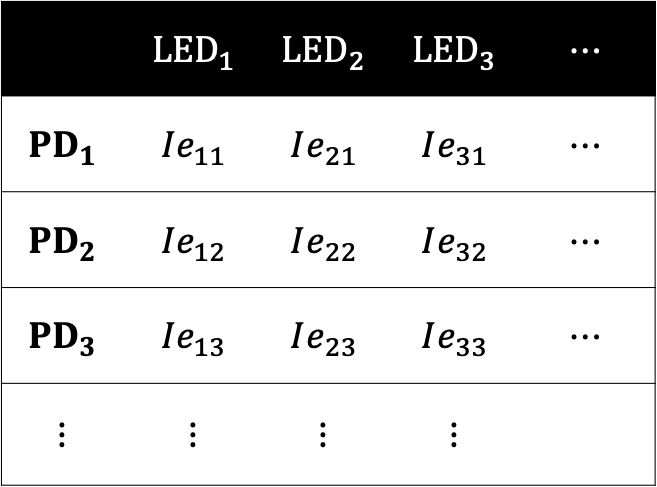 LED₁ LED₂ LED₃ ⋯
PD₁ Ie₁₁ Ie₂₁ Ie₃₁ ⋯
PD₂ Ie₁₂ Ie₂₂ Ie₃₂ ⋯
PD₃ Ie₁₃ Ie₂₃ Ie₃₃ ⋯
⋮ ⋮ ⋮ ⋮